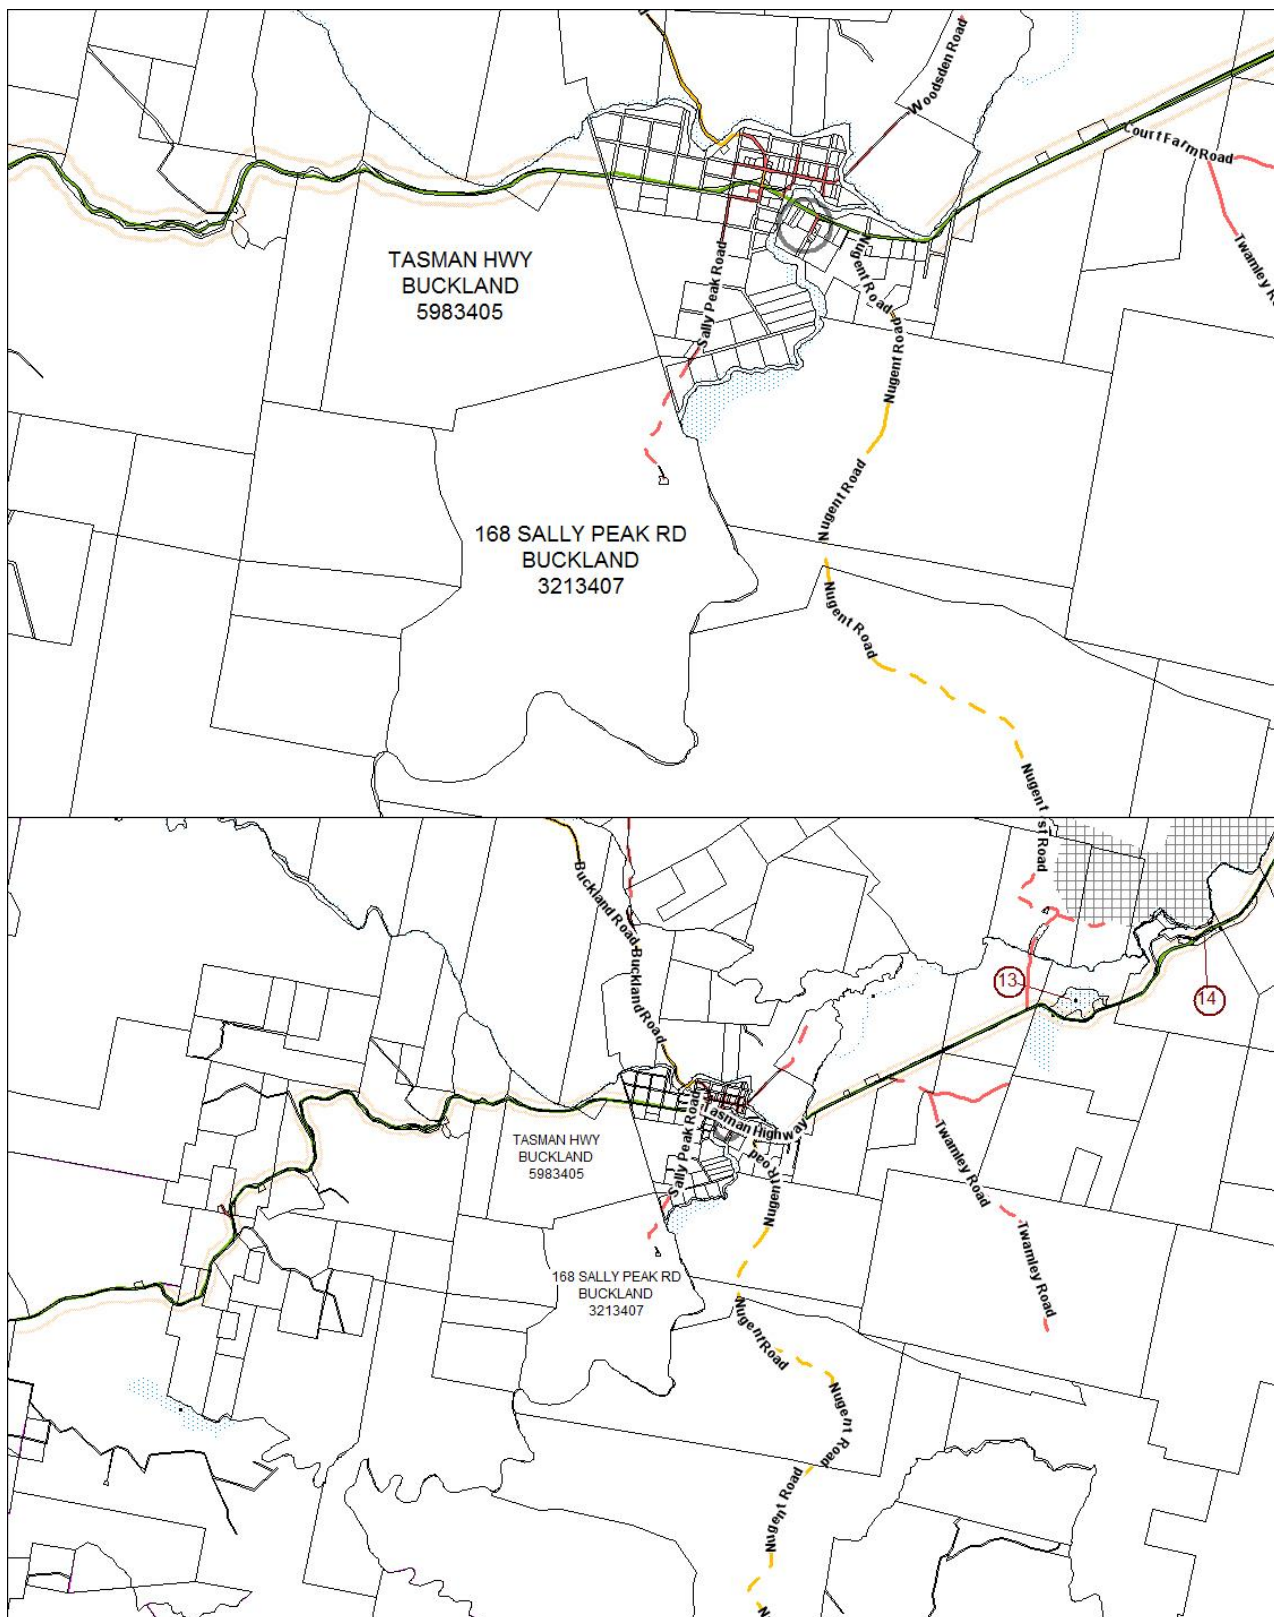 Woodsden Road
Court Farm Road
Twamley R
TASMAN HWY
BUCKLAND
5983405
Sally Peak Road
Nugent Road
Nugent Road
Nugent Road
168 SALLY PEAK RD
BUCKLAND
3213407
Nugent Road
Nugent
st Road
Buckland Road
Buckland Road
13
14
Tasman Highway
Sally Peak Road
TASMAN HWY
BUCKLAND
5983405
Nugent Road
Twamley Road
Twamley Road
168 SALLY PEAK RD
BUCKLAND
3213407
Nugent Road
Nugent Road
Nugent Road
N